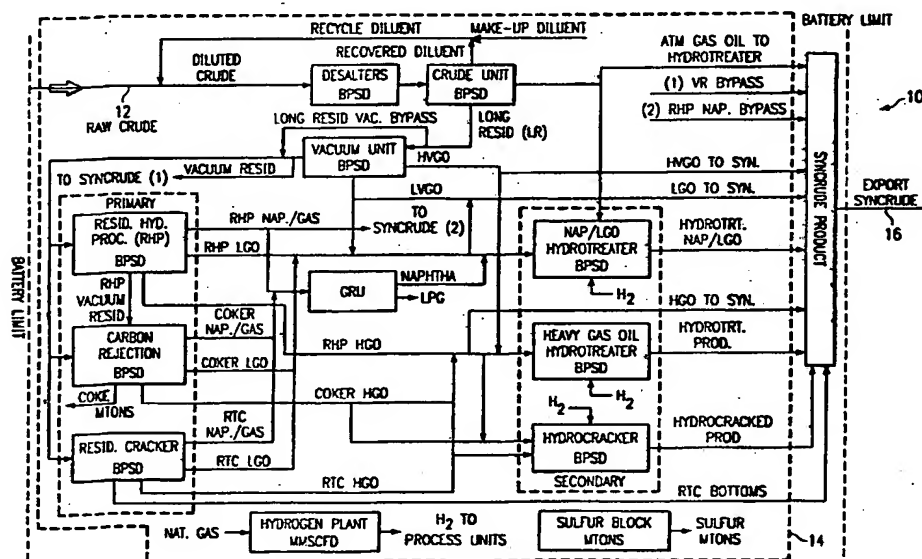 BATTERY LIMIT
RECYCLE DILUENT
MAKE-UP DILUENT
RECOVERED DILUENT
DILUTED
CRUDE
DESALTERS
BPSD
CRUDE UNIT
BPSD
ATM GAS OIL TO
HYDROTREATER
(1) VR BYPASS
(2) RHP NAP. BYPASS
10
12
RAW CRUDE
LONG RESID VAC. BYPASS
LONG
RESID (LR)
VACUUM UNIT
BPSD
HVGO
VACUUM RESID
TO SYNCRUDE (1)
HVGO TO SYN.
LVGO
LGO TO SYN.
EXPORT
SYNCRUDE
16
SYNCRUDE PRODUCT
PRIMARY
RESID. HYD.
PROC. (RHP)
BPSD
RHP NAP./GAS
TO
SYNCRUDE (2)
RHP LGO
NAP/LGO
HYDROTREATER
BPSD
HYDROTRT.
NAP/LGO
H2
NAPHTHA
GRU
LPG
RHP
VACUUM
RESID
BATTERY LIMIT
COKER
NAP./GAS
CARBON
REJECTION
BPSD
COKER LGO
RHP HGO
HGO TO SYN.
HEAVY GAS OIL
HYDROTREATER
BPSD
HYDROTRT.
PROD.
COKE
MTONS
COKER HGO
H2
H2
RTC
NAP./GAS
RESID. CRACKER
BPSD
RTC LGO
HYDROCRACKER
BPSD
HYDROCRACKED
PROD
SECONDARY
RTC HGO
RTC BOTTOMS
NAT. GAS
HYDROGEN PLANT
MMSCFD
H2 TO
PROCESS UNITS
SULFUR BLOCK
MTONS
SULFUR
MTONS
14